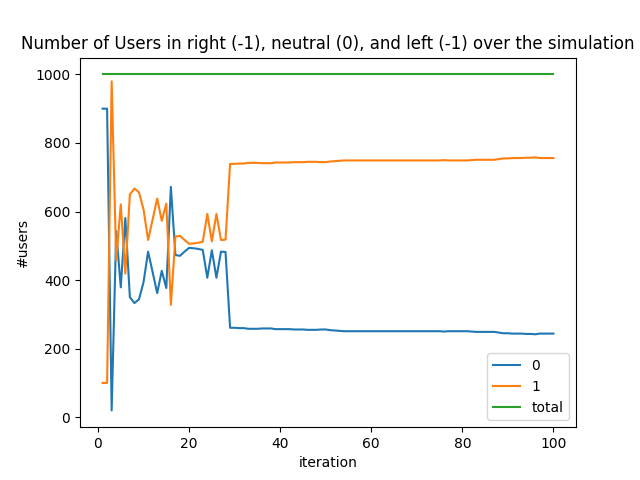 Number of Users in right (-1), neutral (0), and left (-1) over the simulation
1000
800
600
400
200
0
#users
0
1
total
0 20 40 60 80 100
iteration